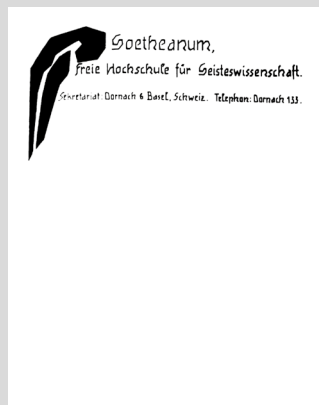 Goetheanum,
Freie Hochschule für Geisteswissenschaft.
Sekretariat: Dornach b Basel, Schweiz. Telephon: Dornach 133.